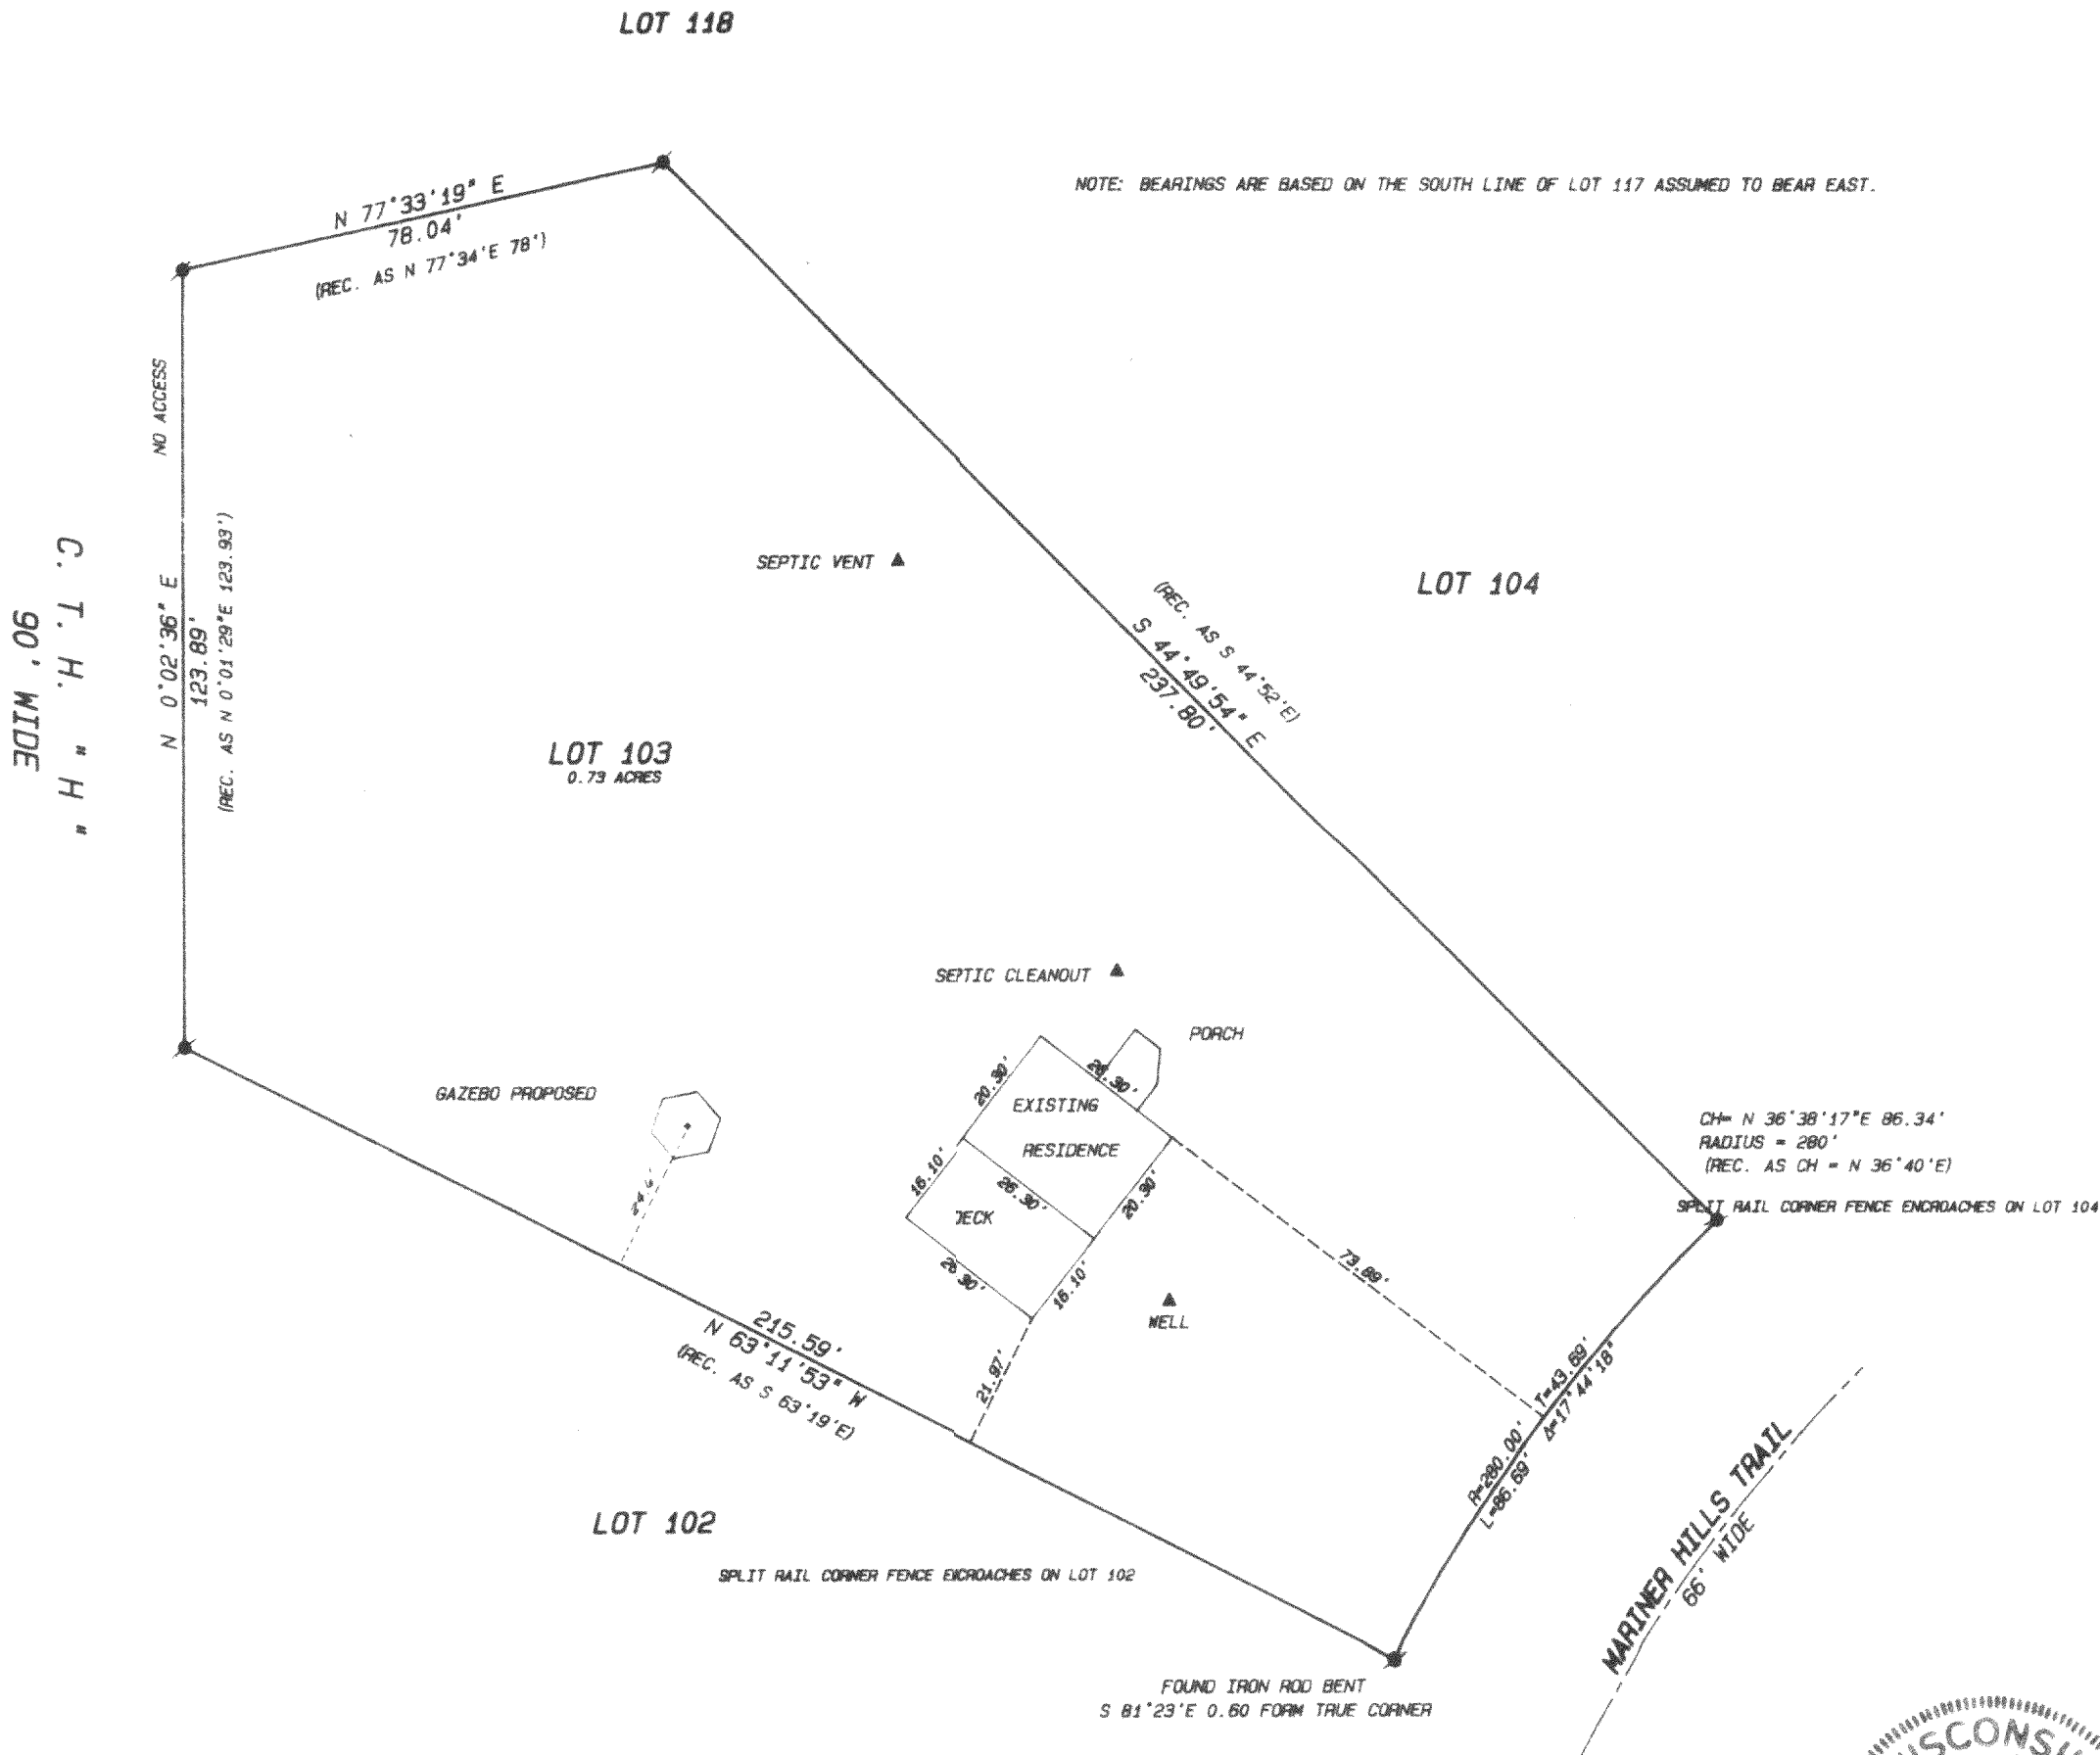 LOT 118
NOTE: BEARINGS ARE BASED ON THE SOUTH LINE OF LOT 117 ASSUMED TO BEAR EAST.
N 77°33'19" E
78.04'
(REC. AS N 77°34'E 78')
NO ACCESS
N 0°02'36" E
123.89'
(REC. AS N 0°01'29"E 123.93')
C. T. H. "H"
90' WIDE
SEPTIC VENT
LOT 104
(REC. AS S 44°52'E)
S 44°49'54" E
237.80'
LOT 103
0.73 ACRES
SEPTIC CLEANOUT
PORCH
GAZEBO PROPOSED
24.6'
20.30'
26.30'
EXISTING
RESIDENCE
16.10'
26.30'
20.30'
DECK
26.30'
16.10'
WELL
73.89'
21.97'
CH= N 36°38'17"E 86.34'
RADIUS = 280'
(REC. AS CH = N 36°40'E)
SPLIT RAIL CORNER FENCE ENCROACHES ON LOT 104
215.59'
N 63°11'53" W
(REC. AS S 63°19'E)
R=280.00' T=43.69'
L=86.69' Δ=17°44'18"
MARINER HILLS TRAIL
66' WIDE
LOT 102
SPLIT RAIL CORNER FENCE ENCROACHES ON LOT 102
FOUND IRON ROD BENT
S 81°23'E 0.60 FORM TRUE CORNER